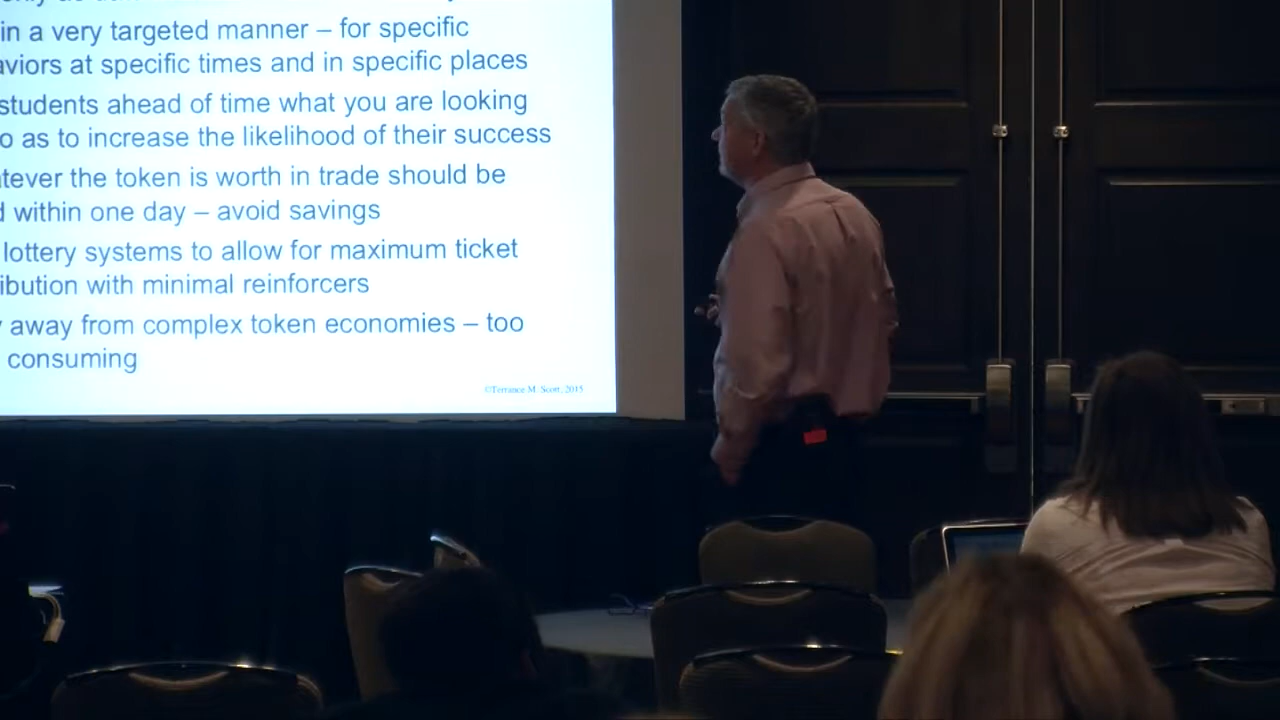 in a very targeted manner – for specific
aviors at specific times and in specific places
students ahead of time what you are looking
o as to increase the likelihood of their success
tever the token is worth in trade should be
d within one day – avoid savings
lottery systems to allow for maximum ticket
ibution with minimal reinforcers
y away from complex token economies – too
consuming
©Terrance M. Scott, 2015